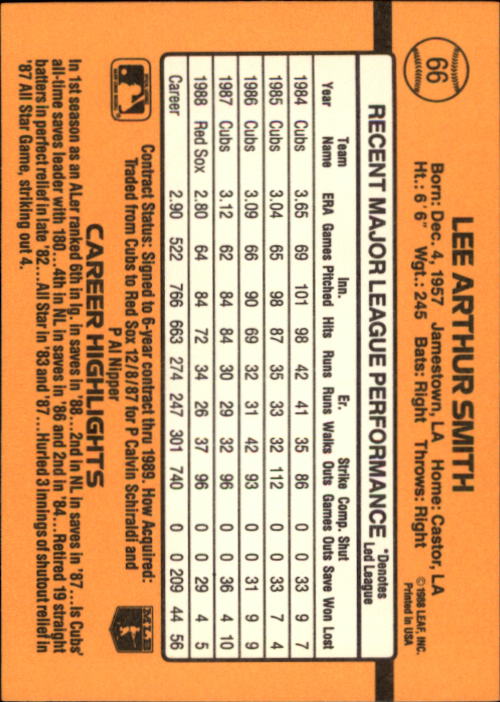 66
LEE ARTHUR SMITH
Born: Dec. 4, 1957 Jamestown, LA Home: Castor, LA
Ht.: 6' 6" Wgt.: 245 Bats: Right Throws: Right
© 1988 LEAF, INC.
Printed in USA
RECENT MAJOR LEAGUE PERFORMANCE
*Denotes
Led League
Team Inn. Er. Strike Comp. Shut
Year Name ERA Games Pitched Hits Runs Runs Walks Outs Games Outs Save Won Lost
1984 Cubs 3.65 69 101 98 42 41 35 86 0 0 33 9 7
1985 Cubs 3.04 65 98 87 35 33 32 112 0 0 33 7 4
1986 Cubs 3.09 66 90 69 32 31 42 93 0 0 31 9 9
1987 Cubs 3.12 62 84 84 30 29 32 96 0 0 36 4 10
1988 Red Sox 2.80 64 84 72 34 26 37 96 0 0 29 4 5
Career 2.90 522 766 663 274 247 301 740 0 0 209 44 56
Contract Status: Signed to 6-year contract thru 1989. How Acquired:
Traded from Cubs to Red Sox 12/8/87 for P Calvin Schiraldi and
P Al Nipper
MLB
CAREER HIGHLIGHTS
In 1st season as an ALer ranked 6th in lg. in saves in '88...2nd in NL in saves in '87...Is Cubs'
all-time saves leader with 180...4th in NL in saves in '86 and 2nd in '84...Retired 19 straight
batters in perfect relief in late '82...All Star in '83 and '87...Hurled 3 innings of shutout relief in
'87 All Star Game, striking out 4.